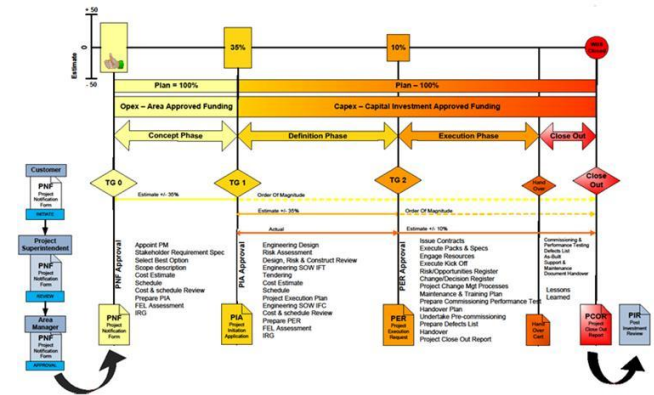 + 50
Estimate
0
- 50
35%
10%
WBS
Closed
Plan = 100%
Plan – 100%
Opex – Area Approved Funding
Capex – Capital Investment Approved Funding
Concept Phase
Definition Phase
Execution Phase
Close Out
Customer
PNF
Project
Notification
Form
INITIATE
Project
Superintendent
PNF
Project
Notification
Form
REVIEW
Area
Manager
PNF
Project
Notification
Form
APPROVAL
TG 0
TG 1
TG 2
Hand
Over
Close
Out
Estimate +/- 35%
Order Of Magnitude
Estimate +/- 35%
Order Of Magnitude
Actual
Estimate +/- 10%
PNF Approval
Appoint PM
Stakeholder Requirement Spec
Select Best Option
Scope description
Cost Estimate
Schedule
Cost & schedule Review
Prepare PIA
FEL Assessment
IRG
PIA Approval
Engineering Design
Risk Assessment
Design, Risk & Construct Review
Engineering SOW IFT
Tendering
Cost Estimate
Schedule
Project Execution Plan
Engineering SOW IFC
Cost & schedule Review
Prepare PER
FEL Assessment
IRG
PER Approval
Issue Contracts
Execute Packs & Specs
Engage Resources
Execute Kick Off
Risk/Opportunities Register
Change/Decision Register
Project Change Mgt Processes
Maintenance & Training Plan
Prepare Commissioning Performance Test
Handover Plan
Undertake Pre-commissioning
Prepare Defects List
Handover
Project Close Out Report
Commissioning &
Performance Testing
Defects List
As-Built
Support &
Maintenance
Document Handover
Lessons
Learned
PNF
Project
Notification
Form
PIA
Project
Initiation
Application
PER
Project
Execution
Request
Hand
Over
Cert
PCOR
Project
Close Out
Report
PIR
Post
Investment
Review